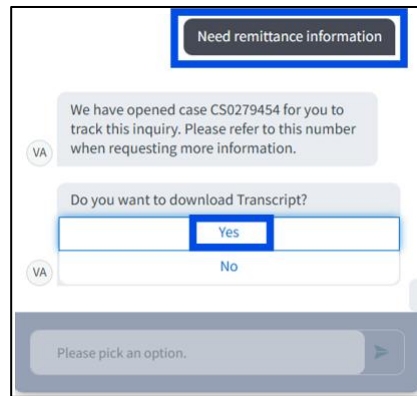 Need remittance information
We have opened case CS0279454 for you to
track this inquiry. Please refer to this number
when requesting more information.
VA
Do you want to download Transcript?
Yes
No
VA
Please pick an option.